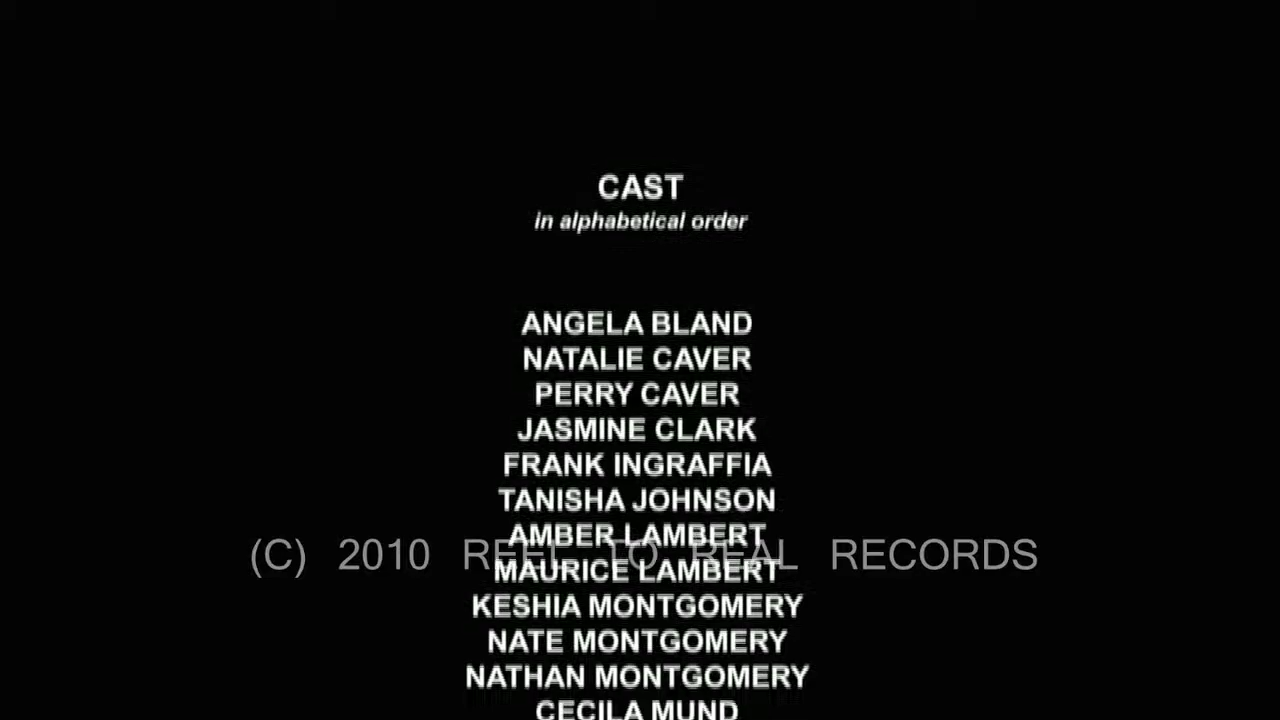 CAST
in alphabetical order
ANGELA BLAND
NATALIE CAVER
PERRY CAVER
JASMINE CLARK
FRANK INGRAFFIA
TANISHA JOHNSON
AMBER LAMBERT
(C) 2010 REEL TO REAL RECORDS
MAURICE LAMBERT
KESHIA MONTGOMERY
NATE MONTGOMERY
NATHAN MONTGOMERY
CECILA MUND